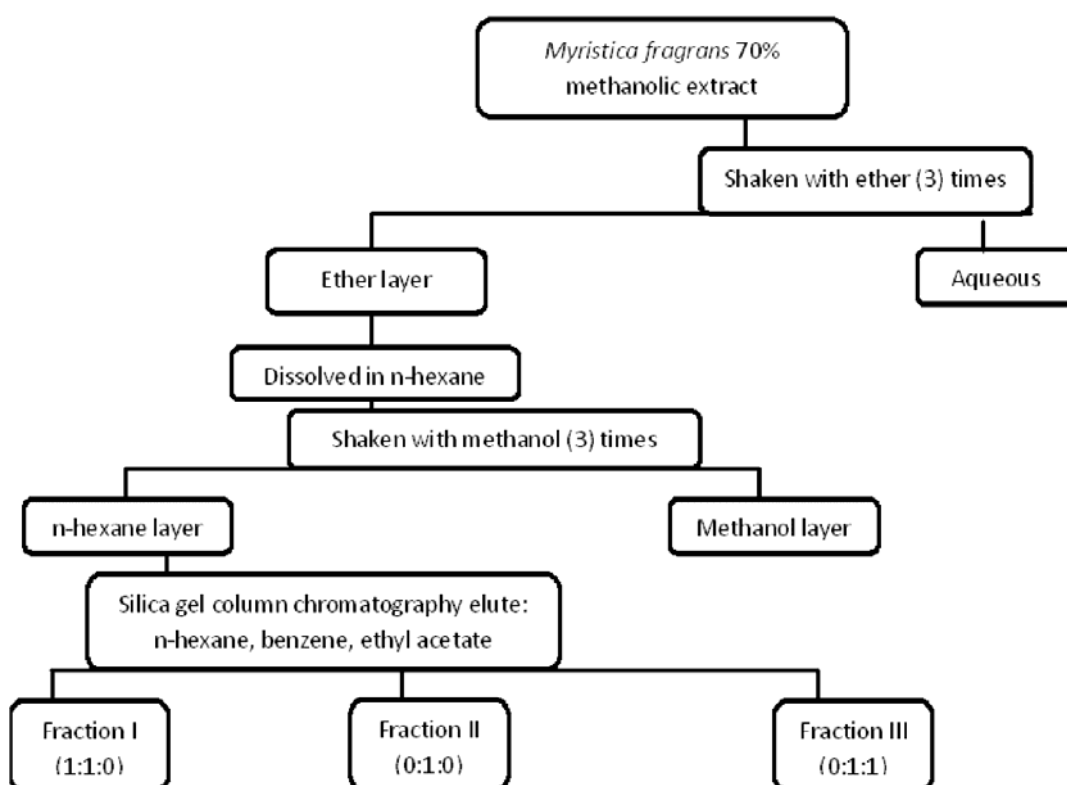 Myristica fragrans 70%
methanolic extract
Shaken with ether (3) times
Ether layer
Aqueous
Dissolved in n-hexane
Shaken with methanol (3) times
n-hexane layer
Methanol layer
Silica gel column chromatography elute:
n-hexane, benzene, ethyl acetate
Fraction I
(1:1:0)
Fraction II
(0:1:0)
Fraction III
(0:1:1)